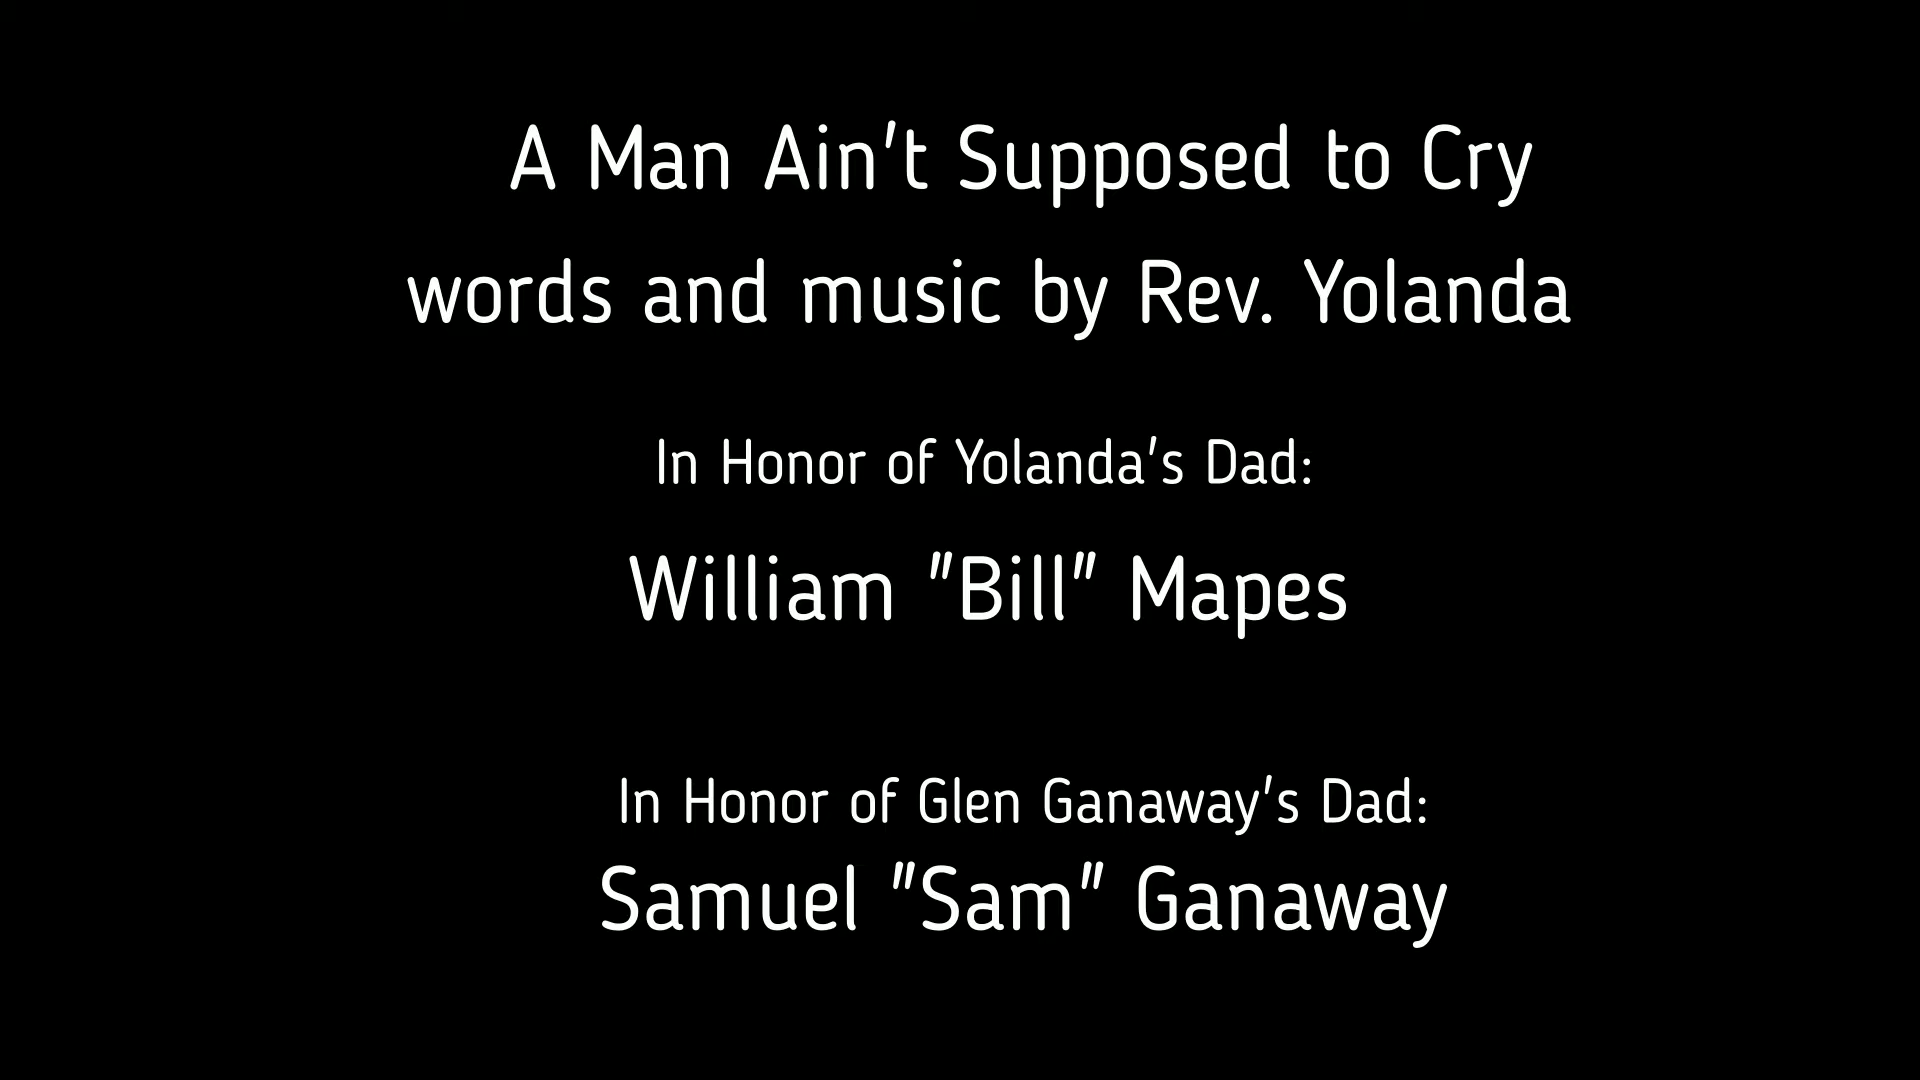 A Man Ain't Supposed to Cry
words and music by Rev. Yolanda
In Honor of Yolanda's Dad:
William "Bill" Mapes
In Honor of Glen Ganaway's Dad:
Samuel "Sam" Ganaway